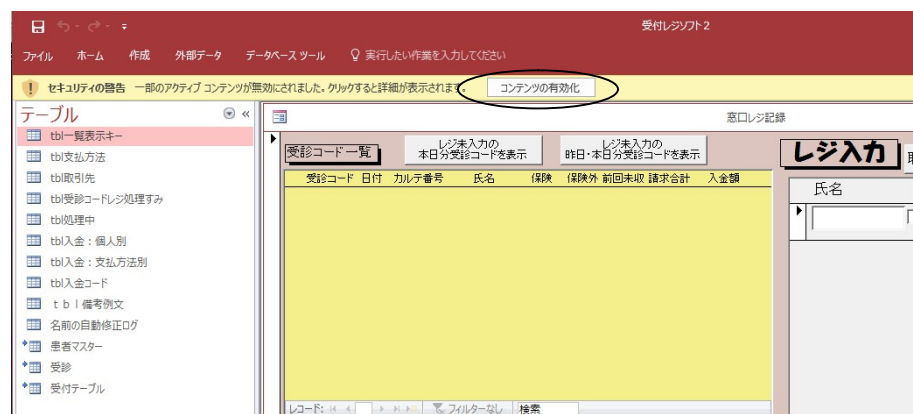 受付レジソフト2
ファイル ホーム 作成 外部データ データベース ツール 実行したい作業を入力してください
セキュリティの警告 一部のアクティブ コンテンツが無効にされました。クリックすると詳細が表示されます。 コンテンツの有効化
テーブル
tbl一覧表示キー
tbl支払方法
tbl取引先
tbl受診コードレジ処理すみ
tbl処理中
tbl入金:個人別
tbl入金:支払方法別
tbl入金コード
tbl備考例文
名前の自動修正ログ
患者マスター
受診
受付テーブル
窓口レジ記録
受診コード一覧
レジ未入力の
本日分受診コードを表示
レジ未入力の
昨日・本日分受診コードを表示
レジ入力
受診コード 日付 カルテ番号 氏名 保険 保険外 前回未収 請求合計 入金額
氏名
レコード: フィルターなし 検索